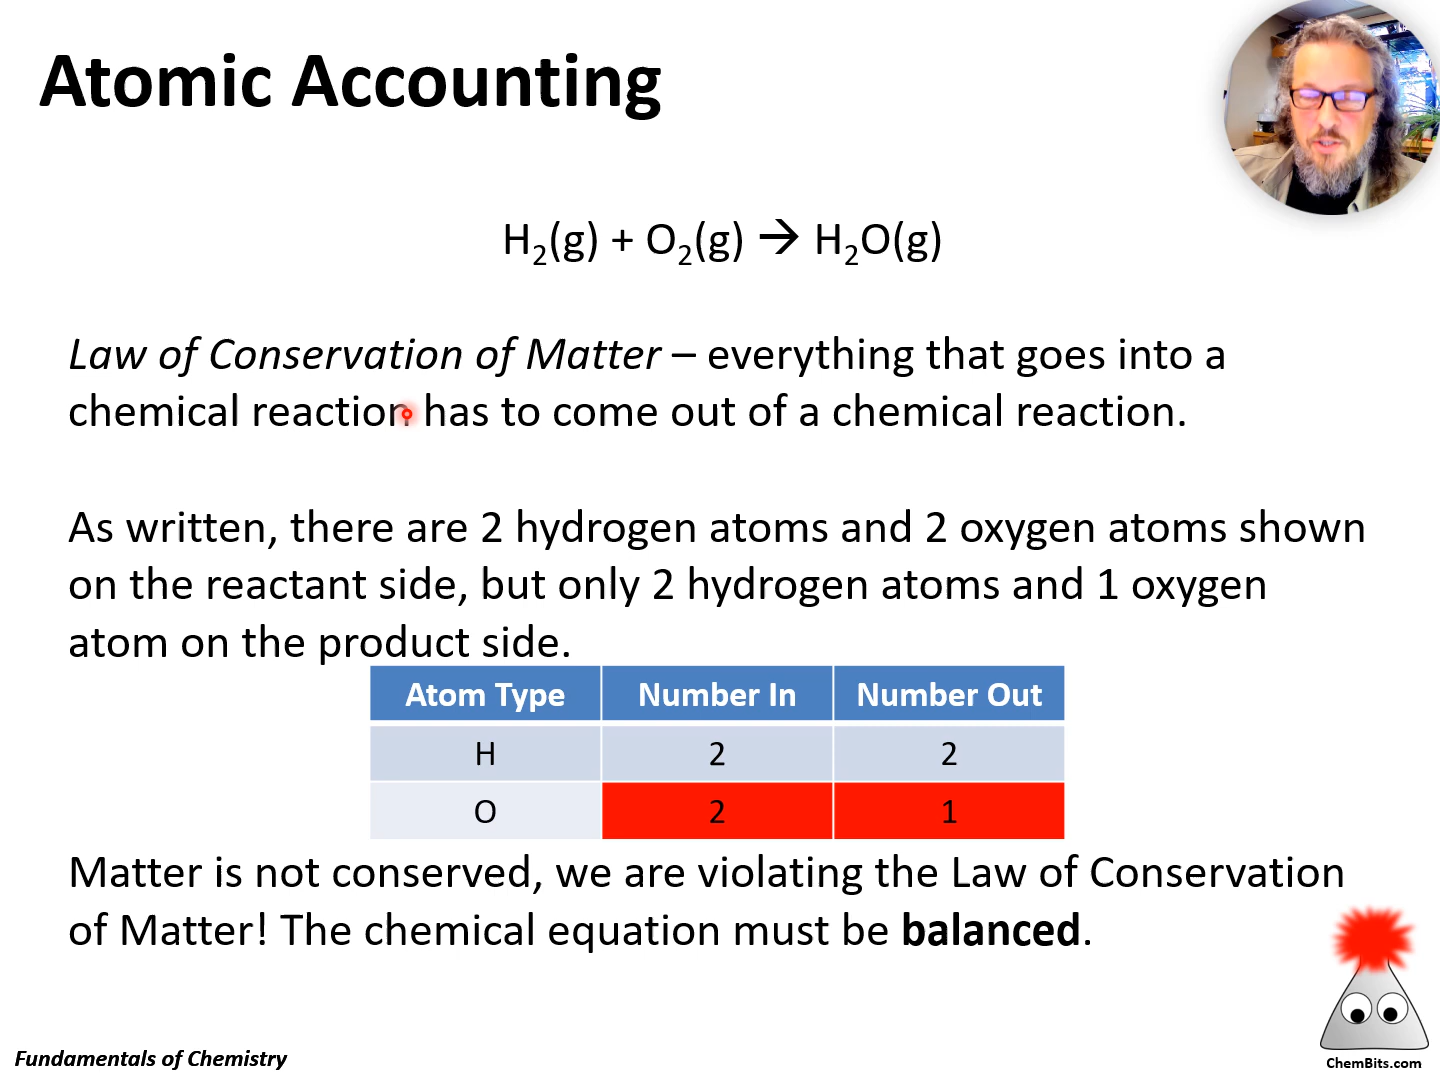 Atomic Accounting
H₂(g) + O₂(g) → H₂O(g)
Law of Conservation of Matter – everything that goes into a
chemical reaction has to come out of a chemical reaction.
As written, there are 2 hydrogen atoms and 2 oxygen atoms shown
on the reactant side, but only 2 hydrogen atoms and 1 oxygen
atom on the product side.
Atom Type Number In Number Out
H 2 2
O 2 1
Matter is not conserved, we are violating the Law of Conservation
of Matter! The chemical equation must be balanced.
Fundamentals of Chemistry
ChemBits.com